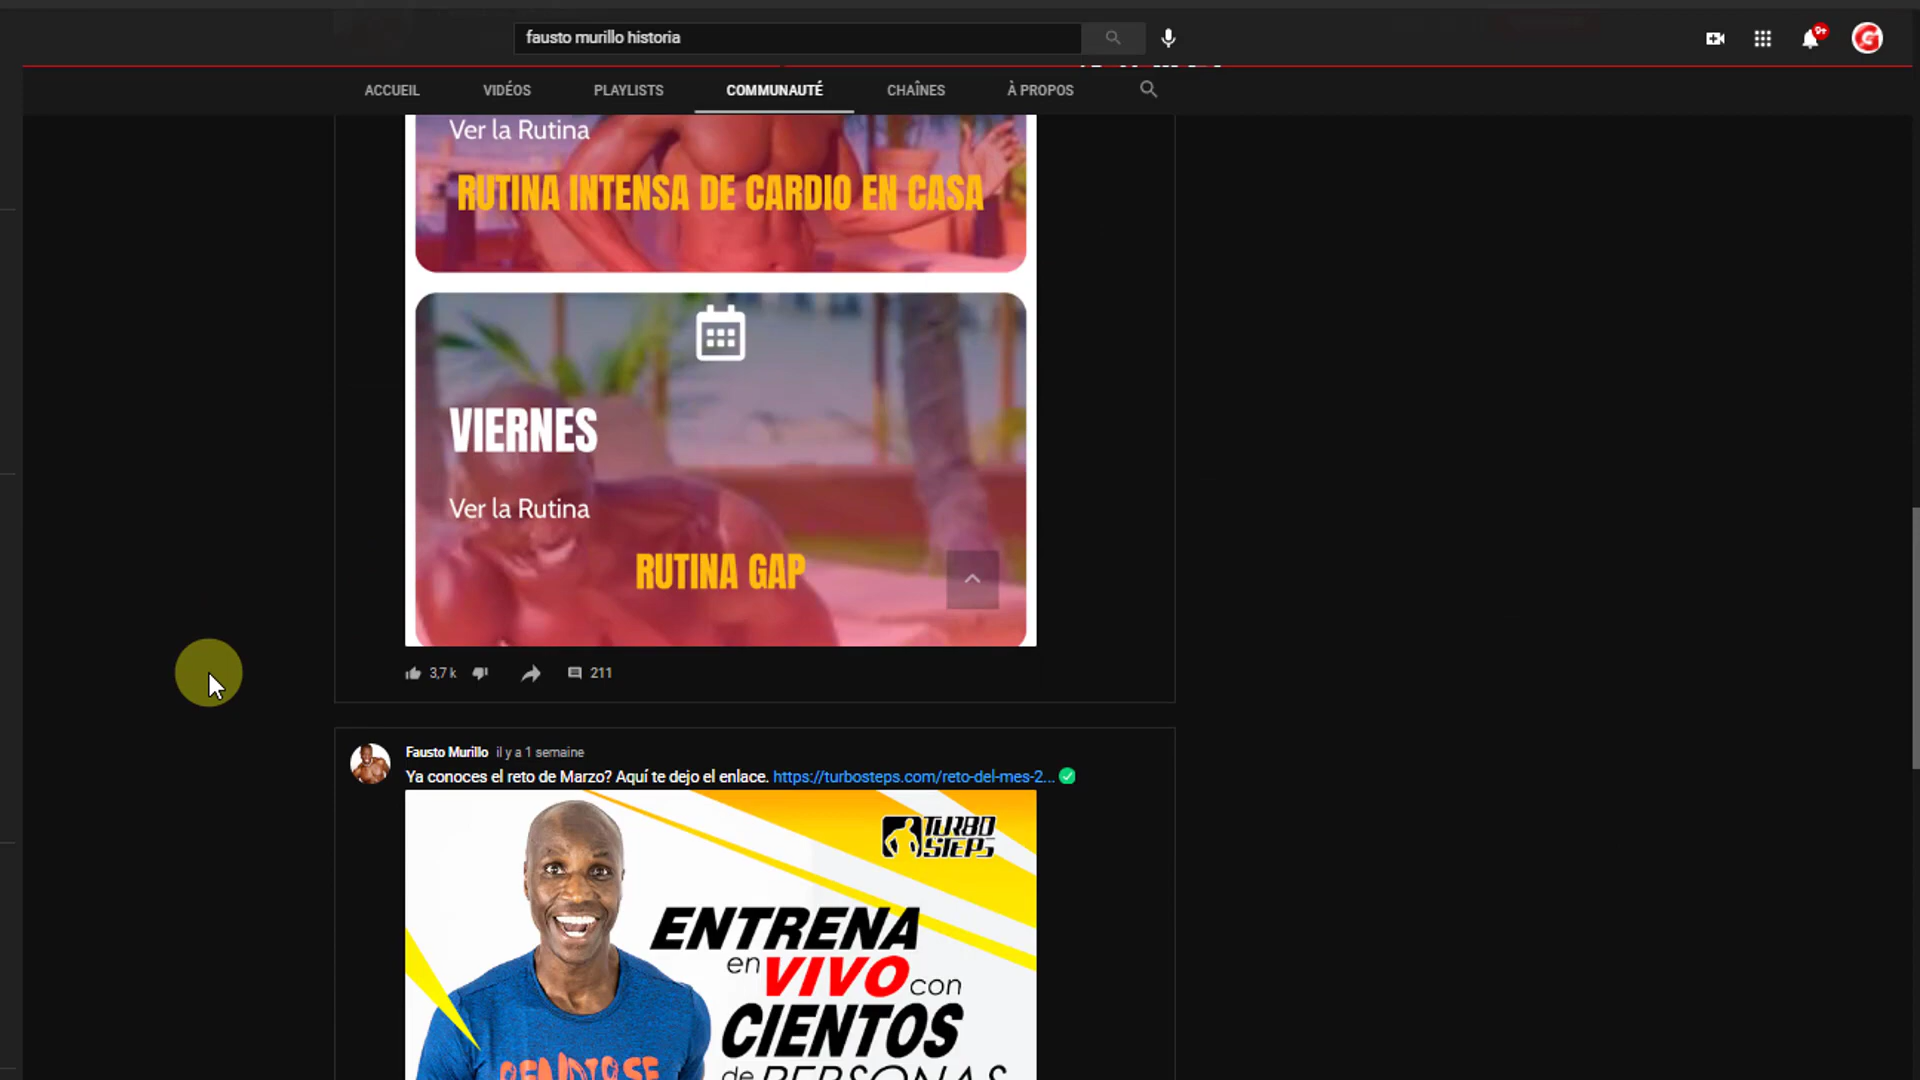 fausto murillo historia
9+
ACCUEIL VIDÉOS PLAYLISTS COMMUNAUTÉ CHAÎNES À PROPOS
Ver la Rutina
RUTINA INTENSA DE CARDIO EN CASA
VIERNES
Ver la Rutina
RUTINA GAP
3,7 k 211
Fausto Murillo il y a 1 semaine
Ya conoces el reto de Marzo? Aquí te dejo el enlace. https://turbosteps.com/reto-del-mes-2...
TURBO
STEPS
ENTRENA
en VIVO con
CIENTOS
de PERSONAS